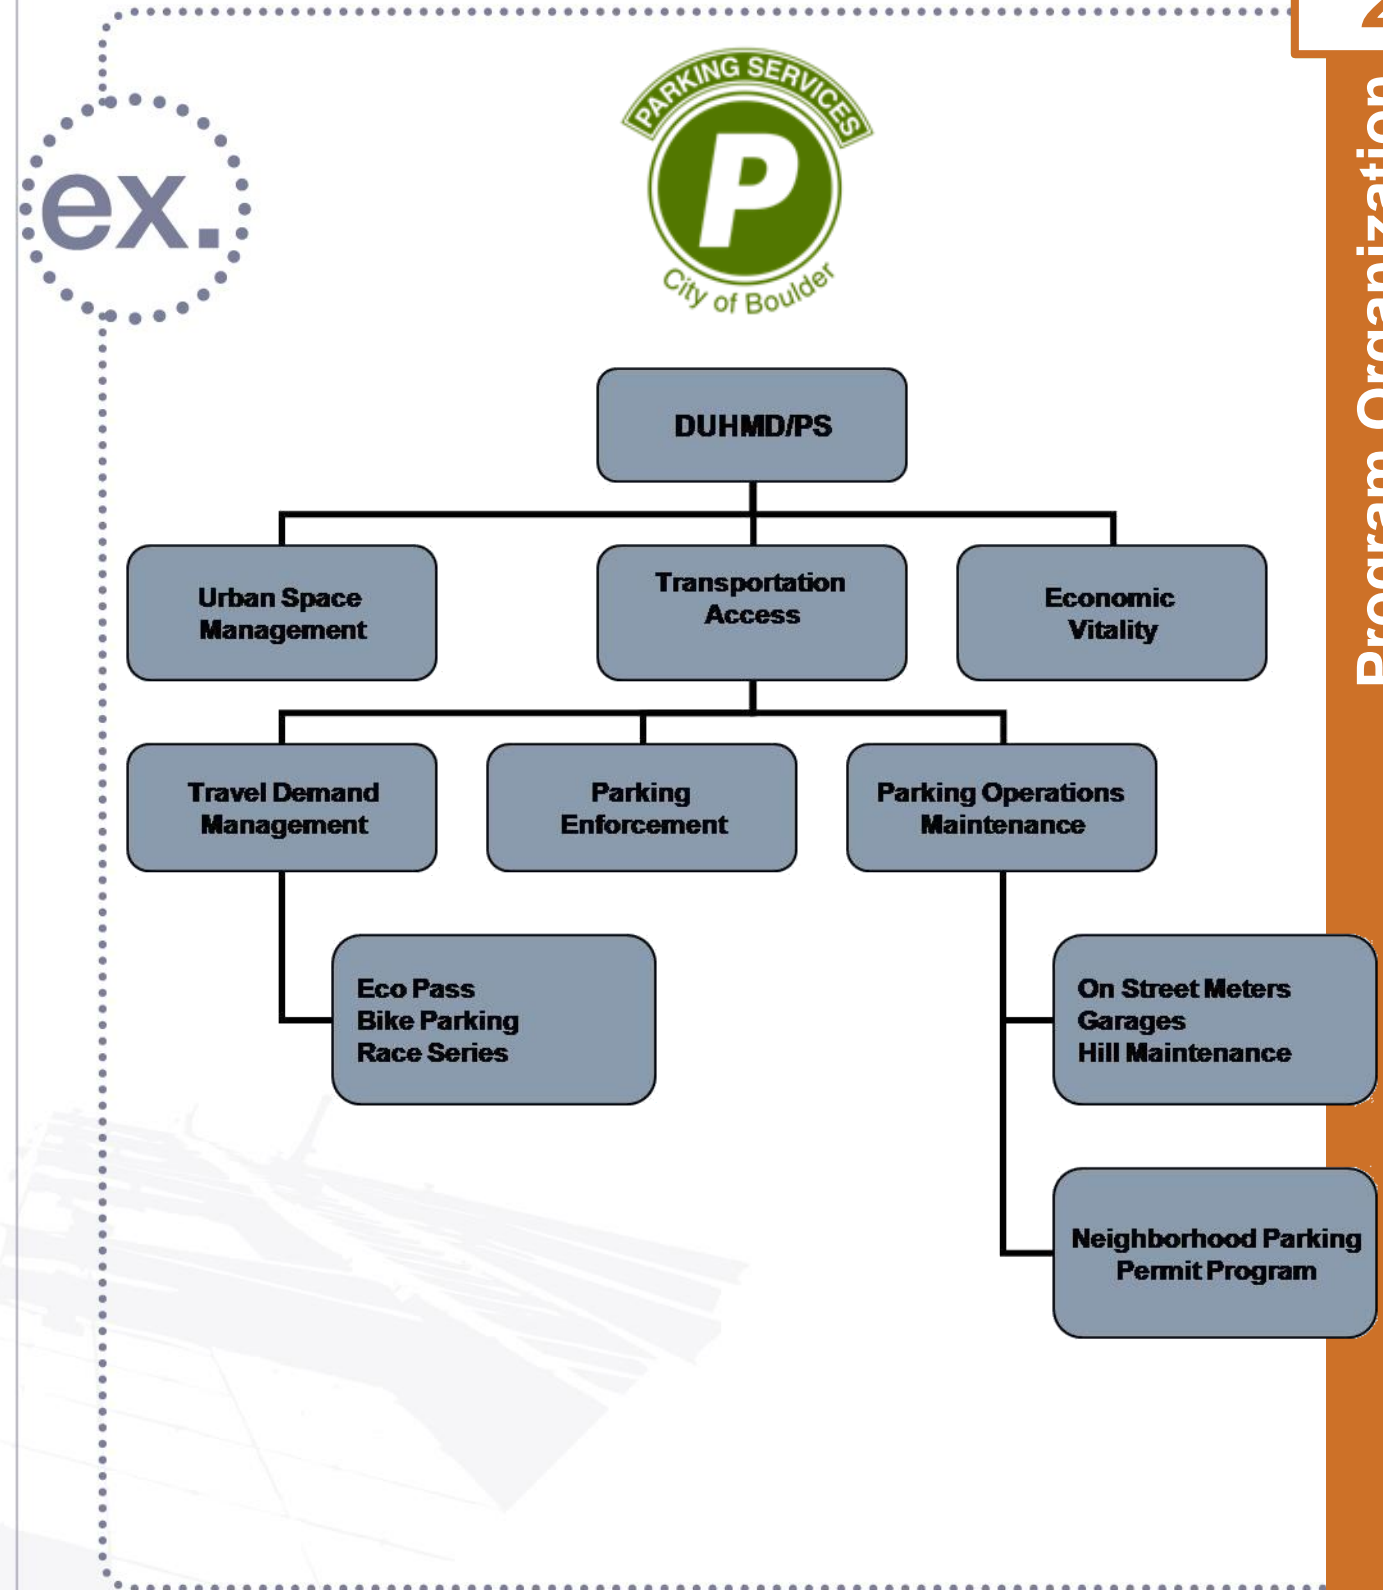 PARKING SERVICES
P
City of Boulder
ex.
DUHMD/PS
Urban Space
Management
Transportation
Access
Economic
Vitality
Travel Demand
Management
Parking
Enforcement
Parking Operations
Maintenance
Eco Pass
Bike Parking
Race Series
On Street Meters
Garages
Hill Maintenance
Neighborhood Parking
Permit Program
Program Organization